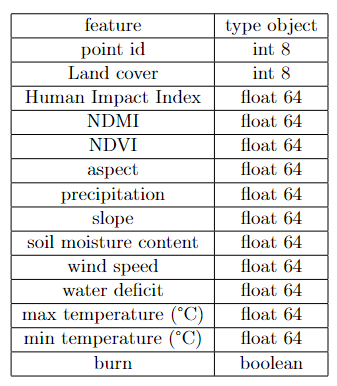 feature type object
point id int 8
Land cover int 8
Human Impact Index float 64
NDMI float 64
NDVI float 64
aspect float 64
precipitation float 64
slope float 64
soil moisture content float 64
wind speed float 64
water deficit float 64
max temperature (°C) float 64
min temperature (°C) float 64
burn boolean